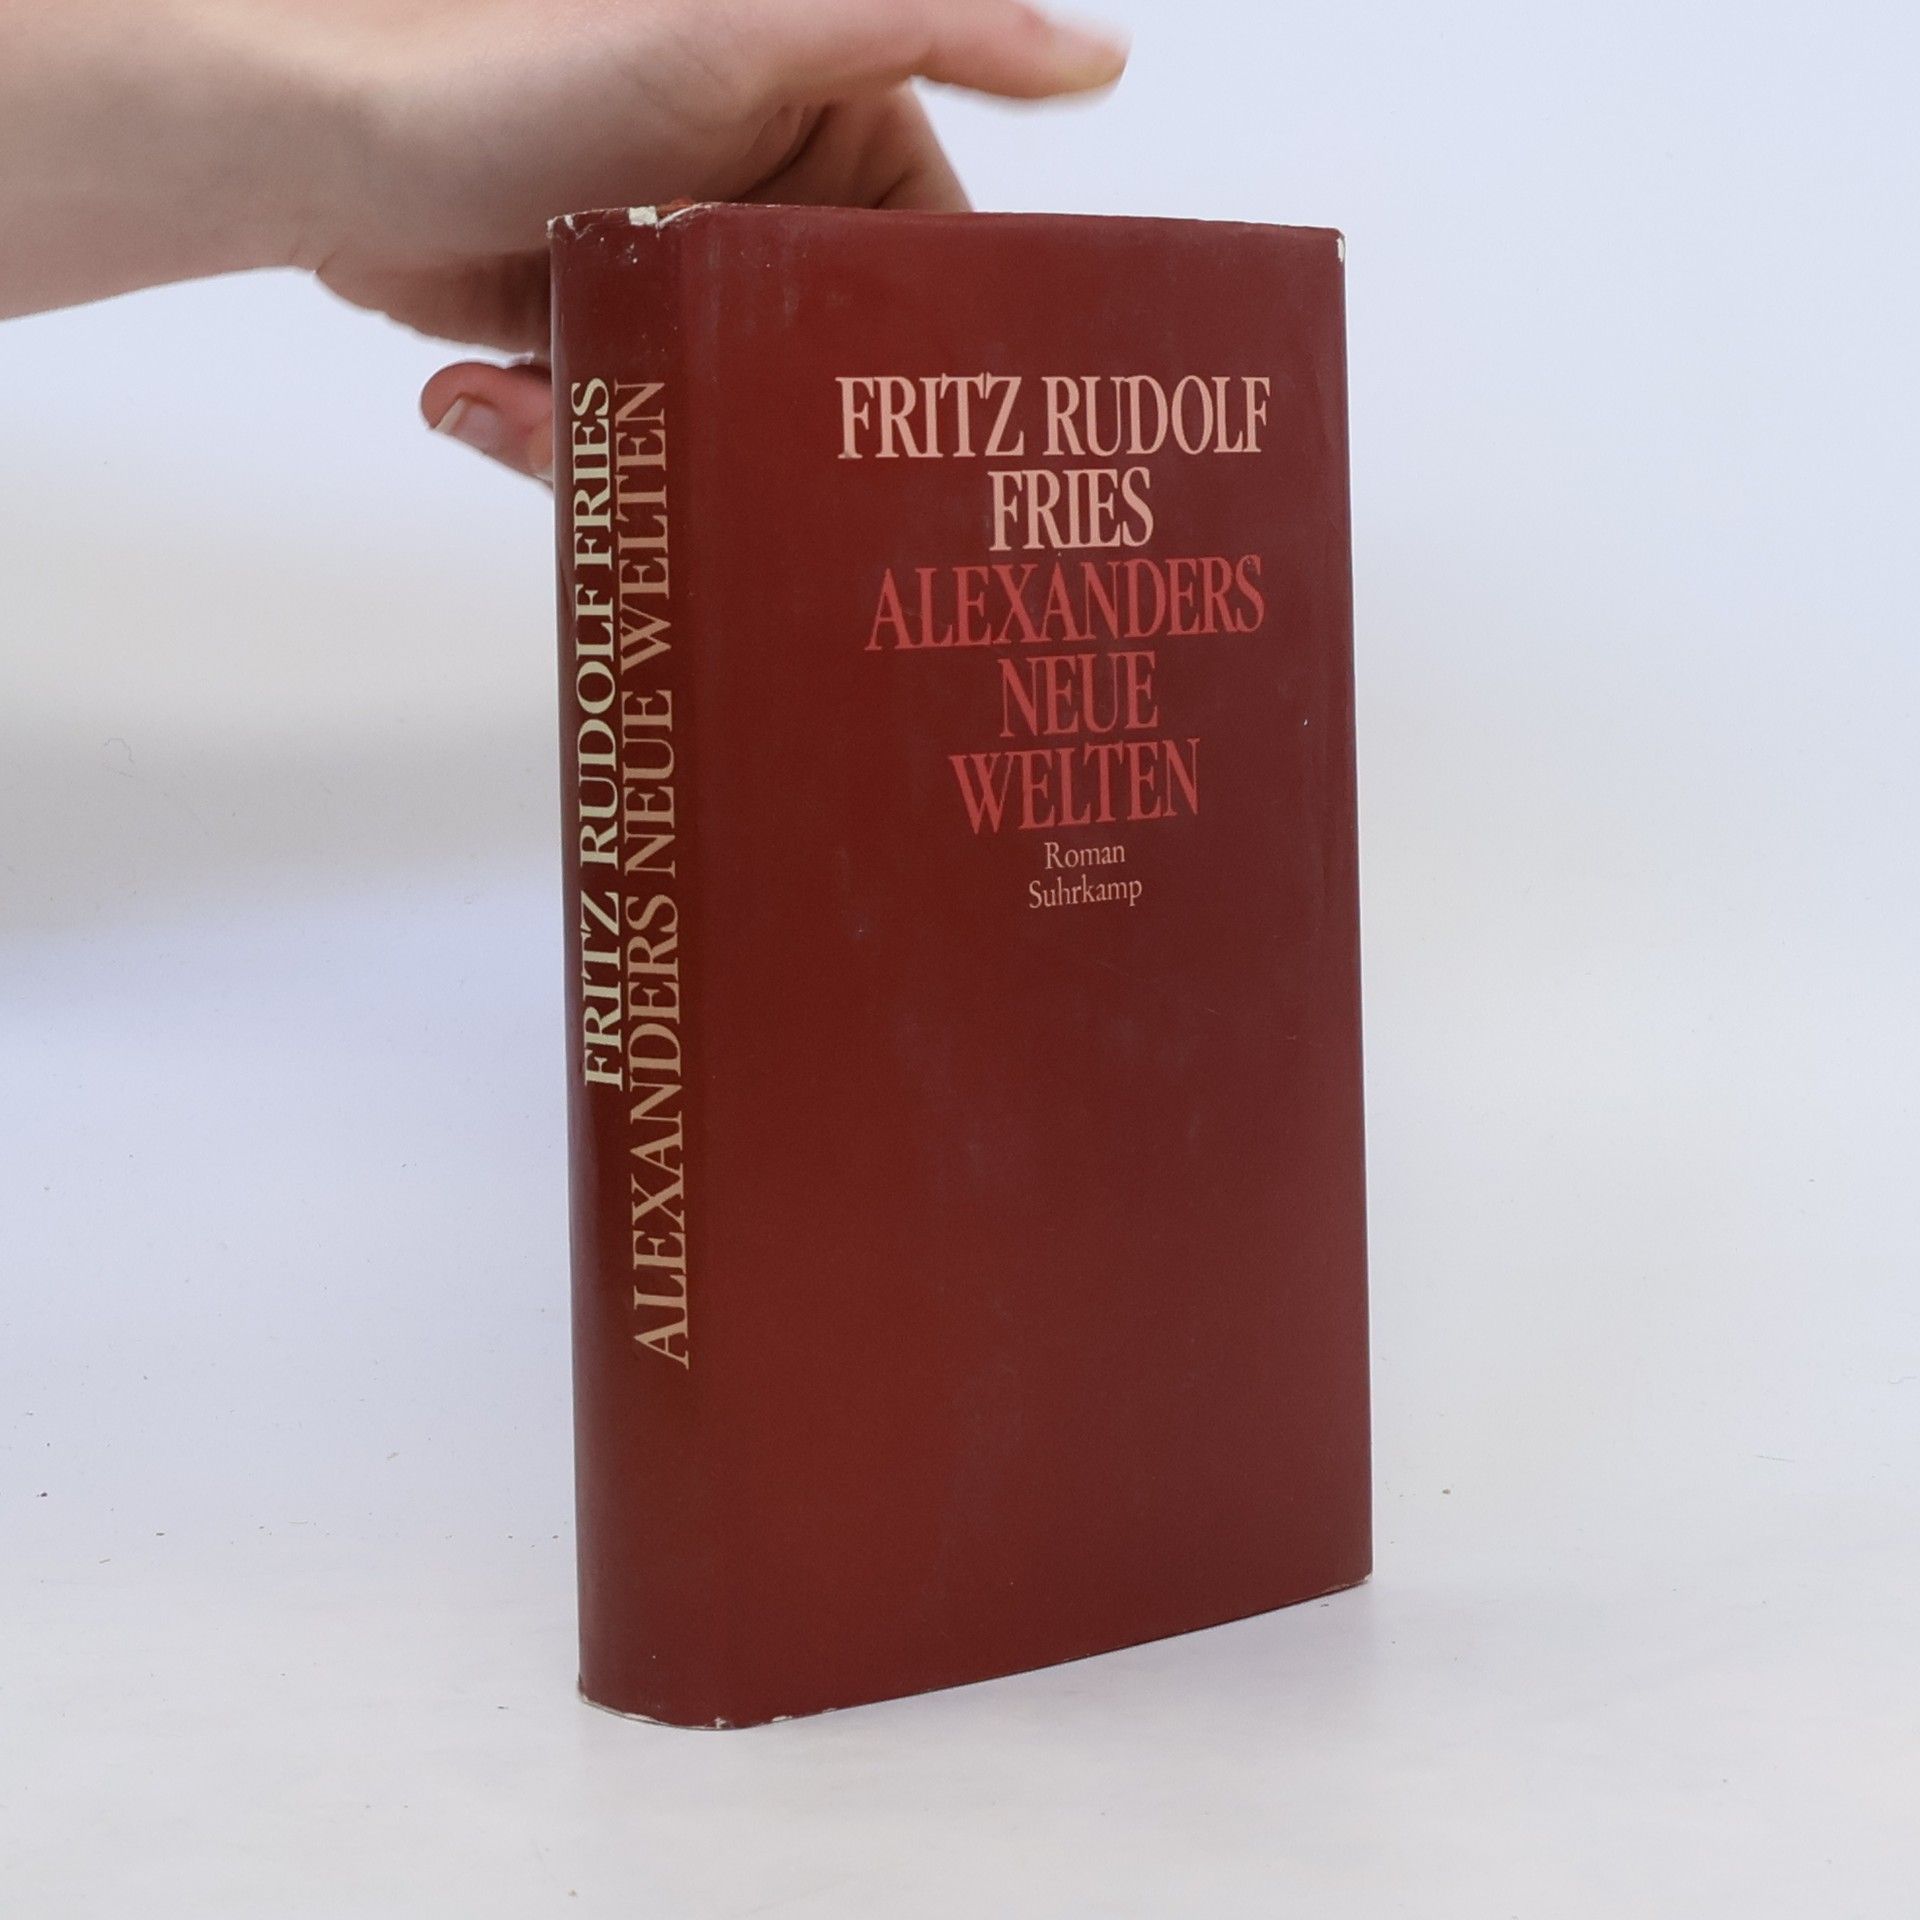 FRITZ RUDOLF FRIES
ALEXANDERS NEUE WELTEN
FRITZ RUDOLF
FRIES
ALEXANDERS
NEUE
WELTEN
Roman
Suhrkamp